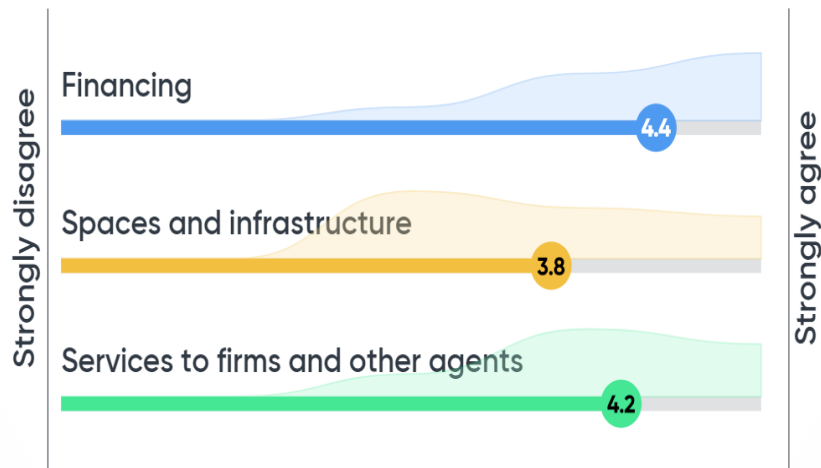 Strongly disagree
Financing
4.4
Spaces and infrastructure
3.8
Services to firms and other agents
4.2
Strongly agree